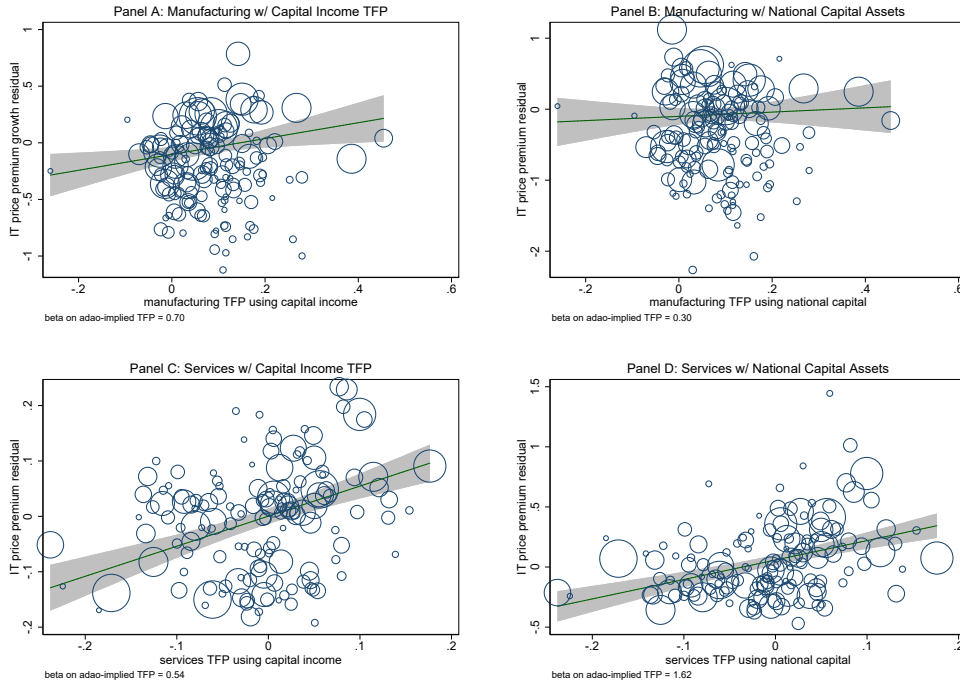 Panel A: Manufacturing w/ Capital Income TFP
IT price premium growth residual
1
.5
0
-.5
-1
-.2
0
.2
.4
.6
manufacturing TFP using capital income
beta on adao-implied TFP = 0.70
Panel B: Manufacturing w/ National Capital Assets
IT price premium residual
1
0
-1
-2
-.2
0
.2
.4
.6
manufacturing TFP using national capital
beta on adao-implied TFP = 0.30
Panel C: Services w/ Capital Income TFP
IT price premium residual
.2
.1
0
-.1
-.2
-.2
-.1
0
.1
.2
services TFP using capital income
beta on adao-implied TFP = 0.54
Panel D: Services w/ National Capital Assets
IT price premium residual
1.5
1
.5
0
-.5
-.2
-.1
0
.1
.2
services TFP using national capital
beta on adao-implied TFP = 1.62